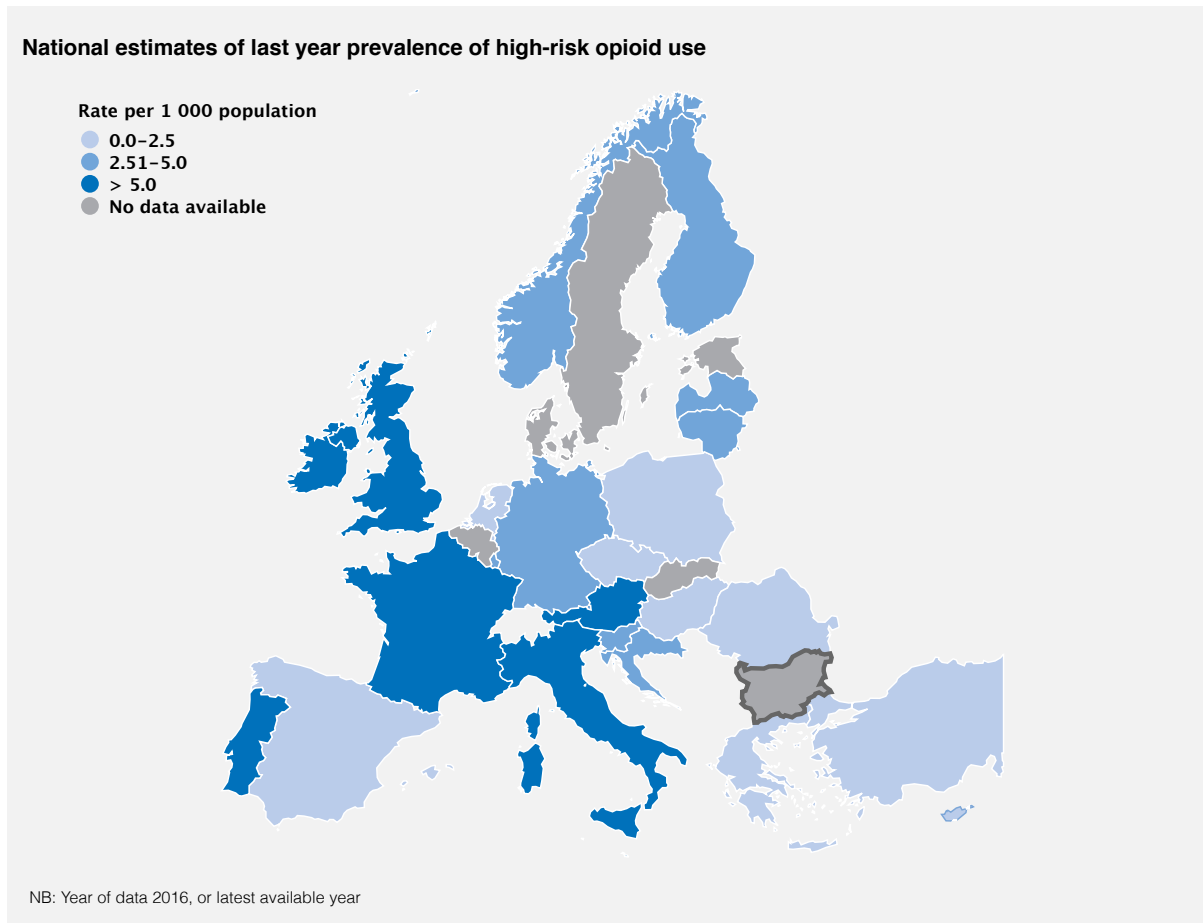 National estimates of last year prevalence of high-risk opioid use
Rate per 1 000 population
0.0–2.5
2.51–5.0
> 5.0
No data available
NB: Year of data 2016, or latest available year